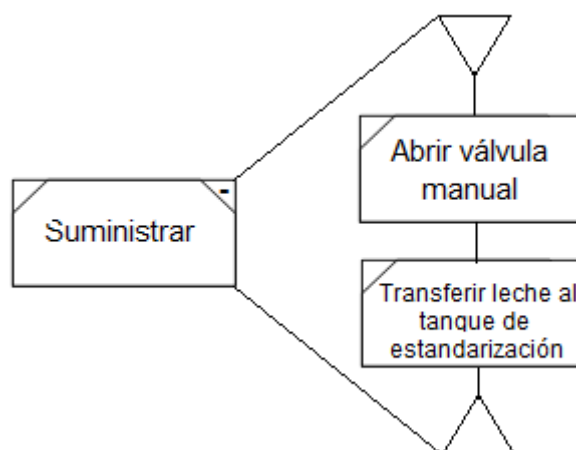 Suministrar
-
Abrir válvula
manual
Transferir leche al
tanque de
estandarización